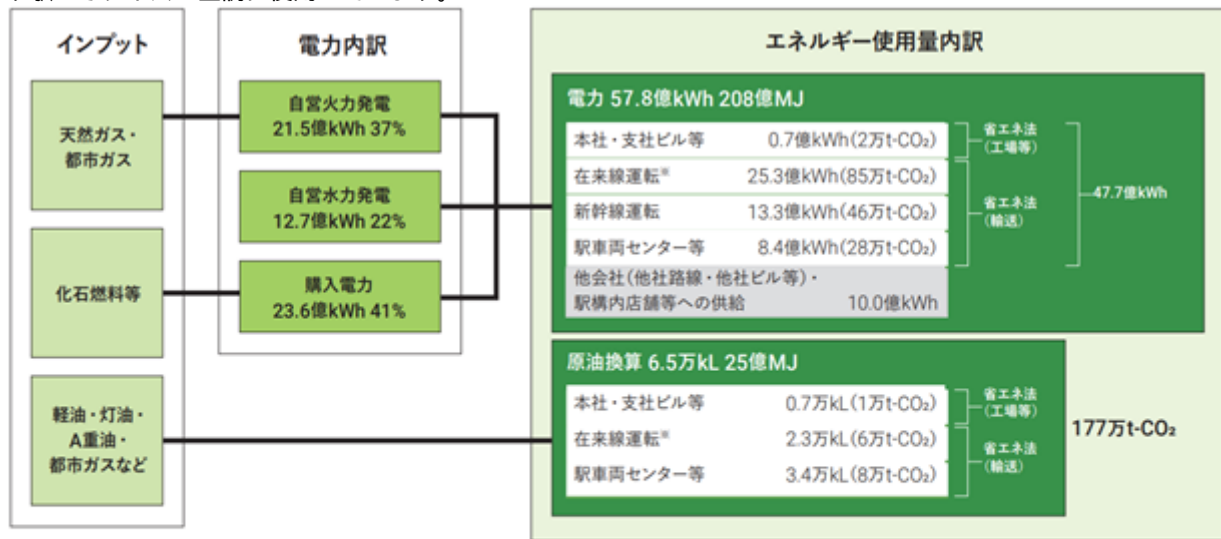 インプット
天然ガス・
都市ガス
化石燃料等
軽油・灯油・
A重油・
都市ガスなど
電力内訳
自営火力発電
21.5億kWh 37%
自営水力発電
12.7億kWh 22%
購入電力
23.6億kWh 41%
エネルギー使用量内訳
電力 57.8億kWh 208億MJ
本社・支社ビル等 0.7億kWh(2万t-CO₂)
在来線運転※ 25.3億kWh(85万t-CO₂)
新幹線運転 13.3億kWh(46万t-CO₂)
駅車両センター等 8.4億kWh(28万t-CO₂)
他会社(他社路線・他社ビル等)・
駅構内店舗等への供給 10.0億kWh
省エネ法
(工場等)
省エネ法
(輸送)
47.7億kWh
原油換算 6.5万kL 25億MJ
本社・支社ビル等 0.7万kL(1万t-CO₂)
在来線運転※ 2.3万kL(6万t-CO₂)
駅車両センター等 3.4万kL(8万t-CO₂)
省エネ法
(工場等)
省エネ法
(輸送)
177万t-CO₂